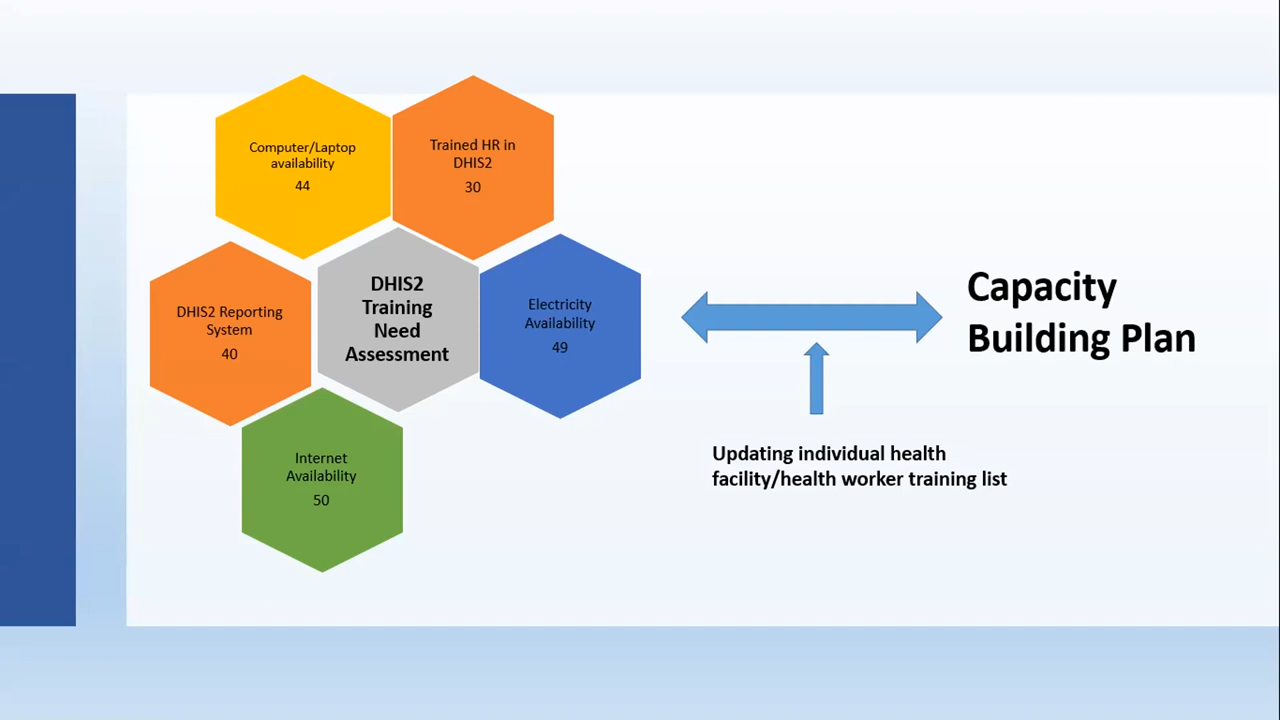 Computer/Laptop
availability
44
Trained HR in
DHIS2
30
DHIS2 Reporting
System
40
DHIS2
Training
Need
Assessment
Electricity
Availability
49
Internet
Availability
50
Capacity
Building Plan
Updating individual health
facility/health worker training list